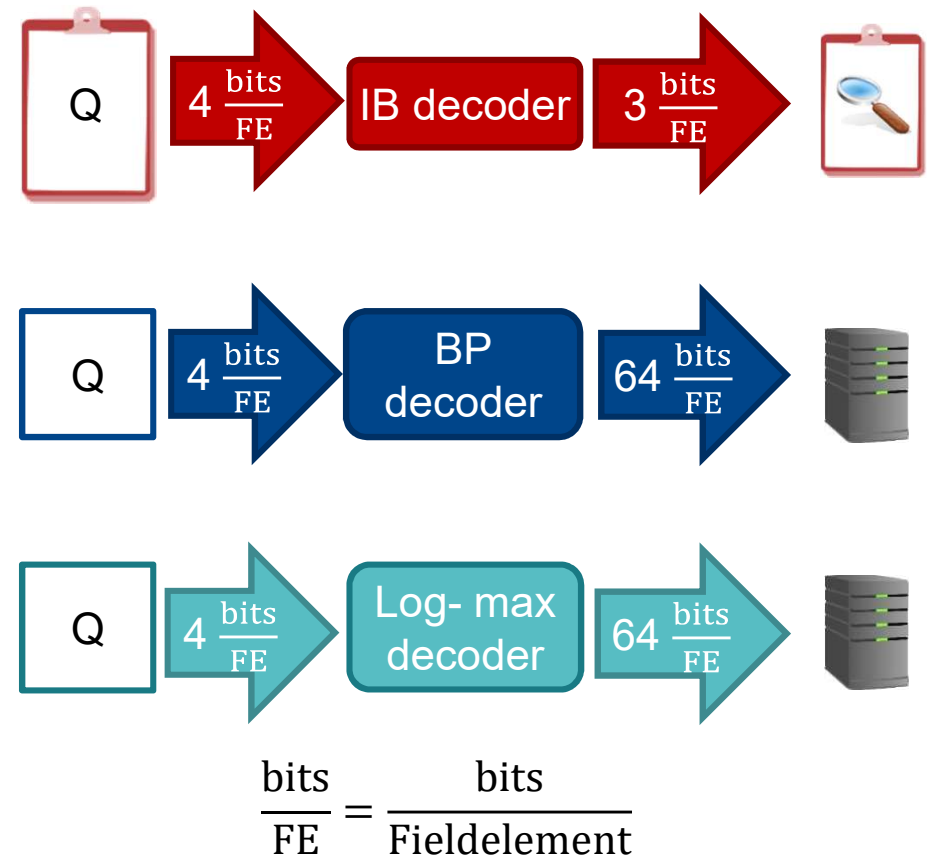 Q
4 bits/FE
IB decoder
3 bits/FE
Q
4 bits/FE
BP
decoder
64 bits/FE
Q
4 bits/FE
Log- max
decoder
64 bits/FE
bits/FE = bits/Fieldelement